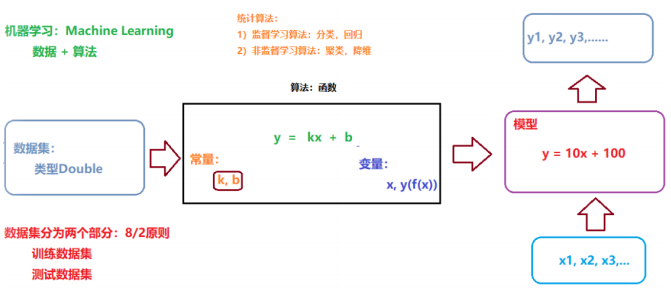 机器学习：Machine Learning
数据 + 算法
统计算法：
1）监督学习算法：分类，回归
2）非监督学习算法：聚类，降维
算法：函数
y = kx + b
常量：
k, b
变量：
x, y(f(x))
数据集：
类型Double
数据集分为两个部分：8/2原则
训练数据集
测试数据集
y1, y2, y3,......
模型
y = 10x + 100
x1, x2, x3,...